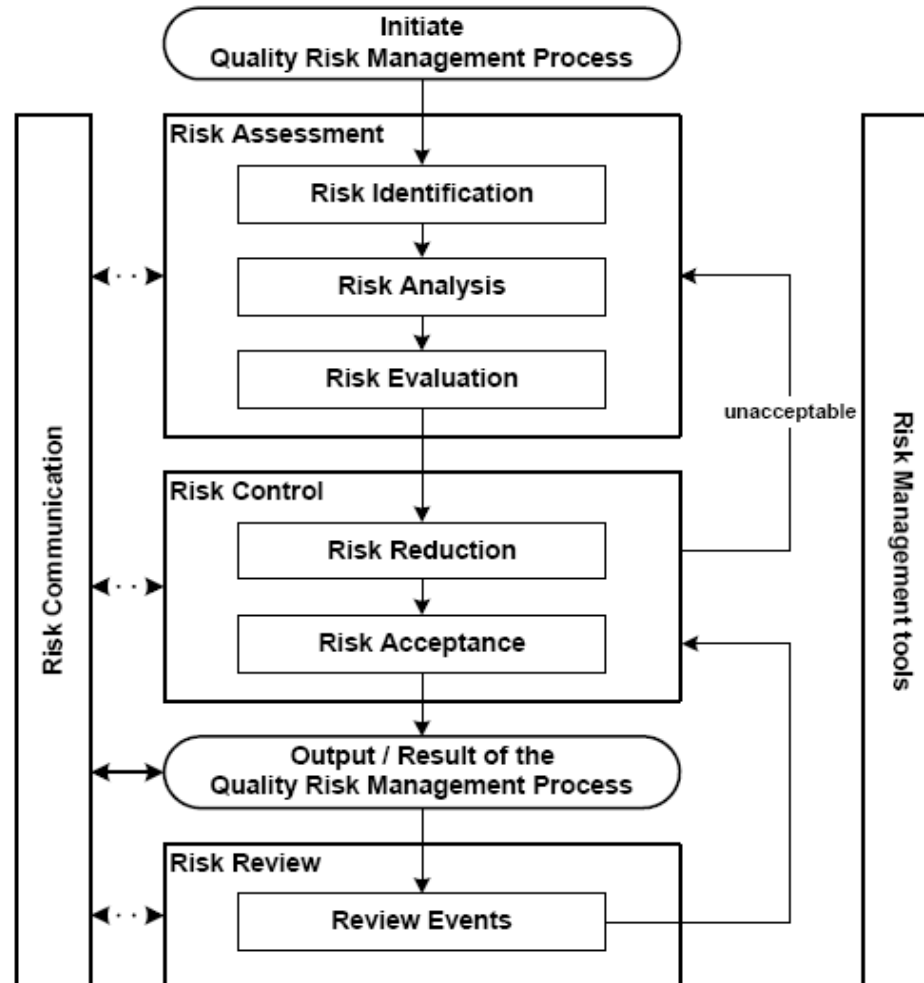 Initiate
Quality Risk Management Process
Risk Assessment
Risk Identification
Risk Analysis
Risk Evaluation
unacceptable
Risk Communication
Risk Management tools
Risk Control
Risk Reduction
Risk Acceptance
Output / Result of the
Quality Risk Management Process
Risk Review
Review Events